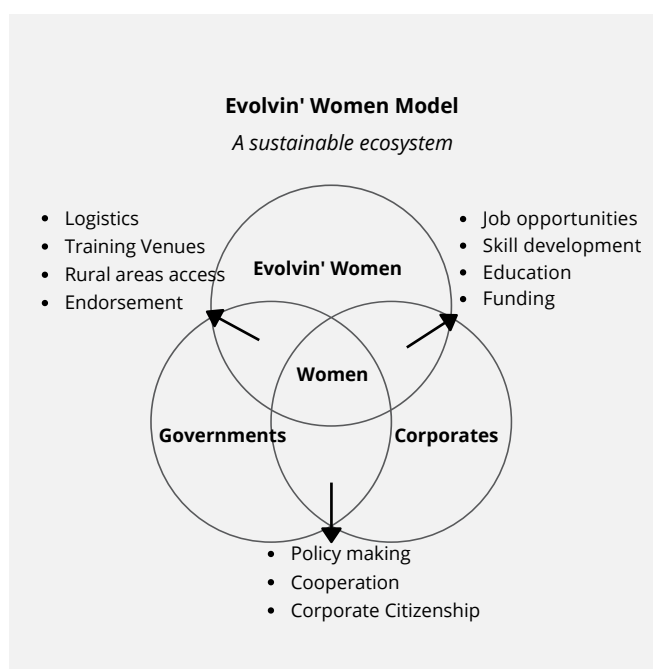 Evolvin' Women Model
A sustainable ecosystem
• Logistics
• Training Venues
• Rural areas access
• Endorsement
• Job opportunities
• Skill development
• Education
• Funding
Evolvin' Women
Women
Governments
Corporates
• Policy making
• Cooperation
• Corporate Citizenship